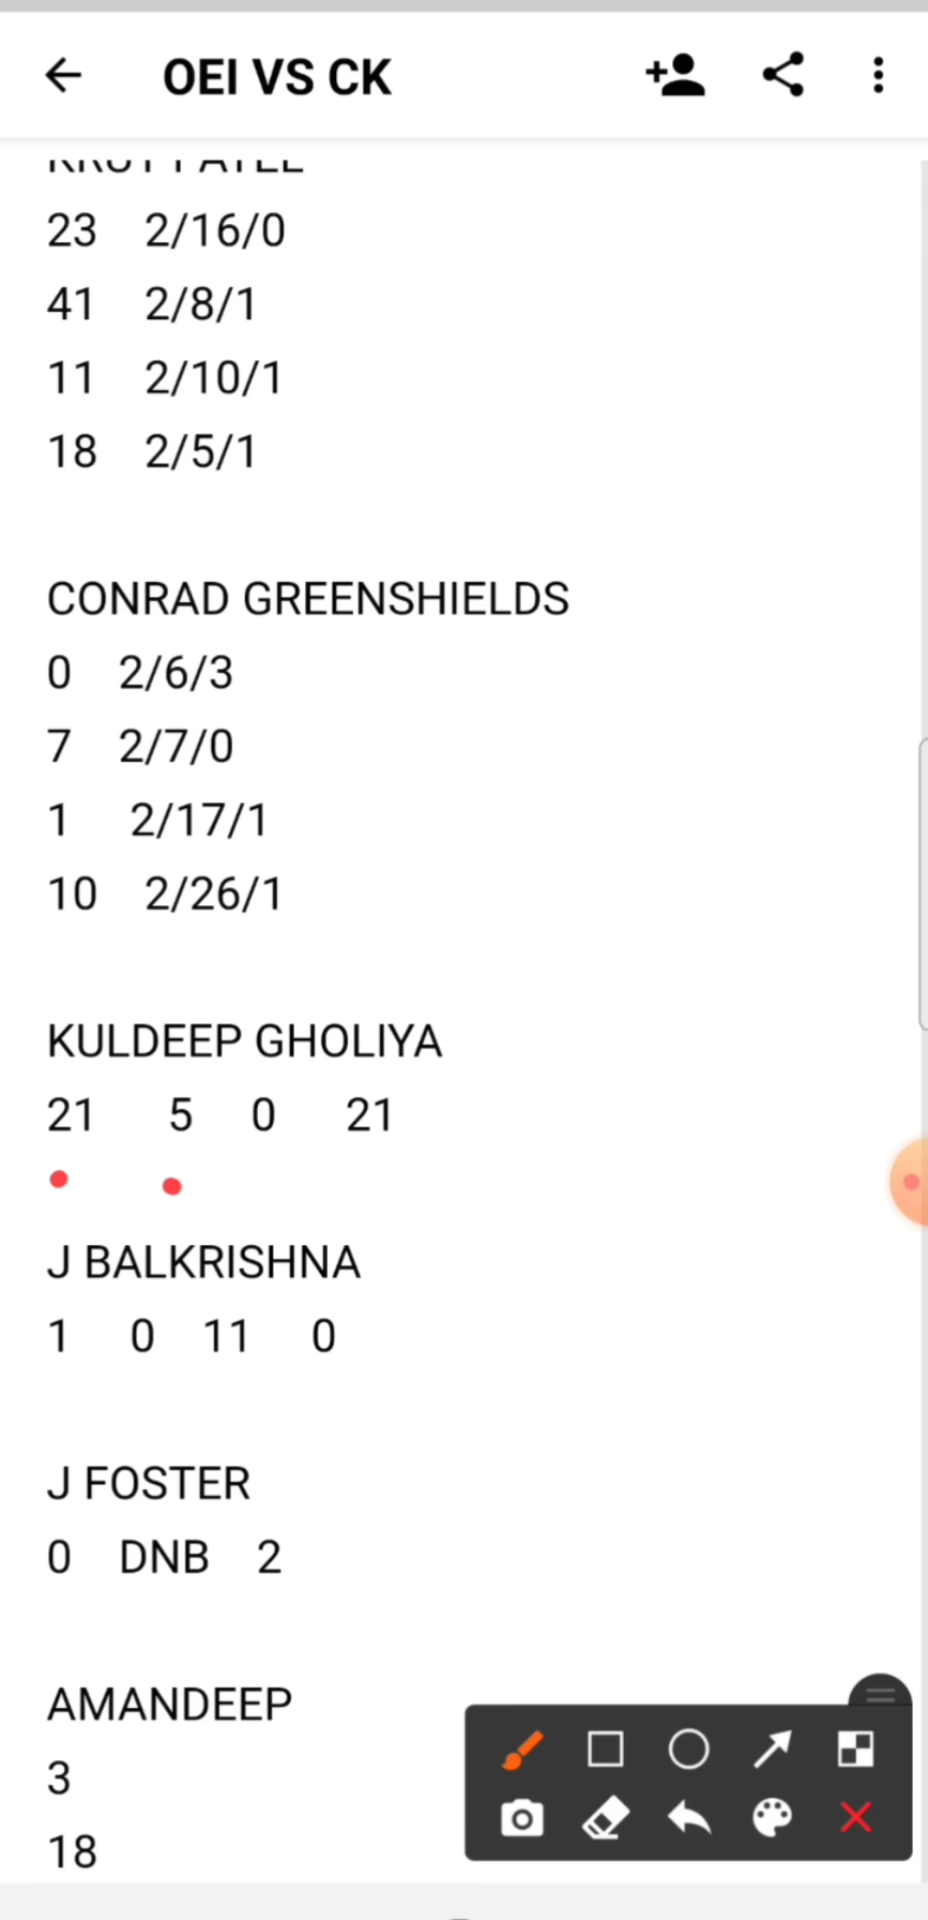 OEI VS CK
23 2/16/0
41 2/8/1
11 2/10/1
18 2/5/1
CONRAD GREENSHIELDS
0 2/6/3
7 2/7/0
1 2/17/1
10 2/26/1
KULDEEP GHOLIYA
21 5 0 21
J BALKRISHNA
1 0 11 0
J FOSTER
0 DNB 2
AMANDEEP
3
18